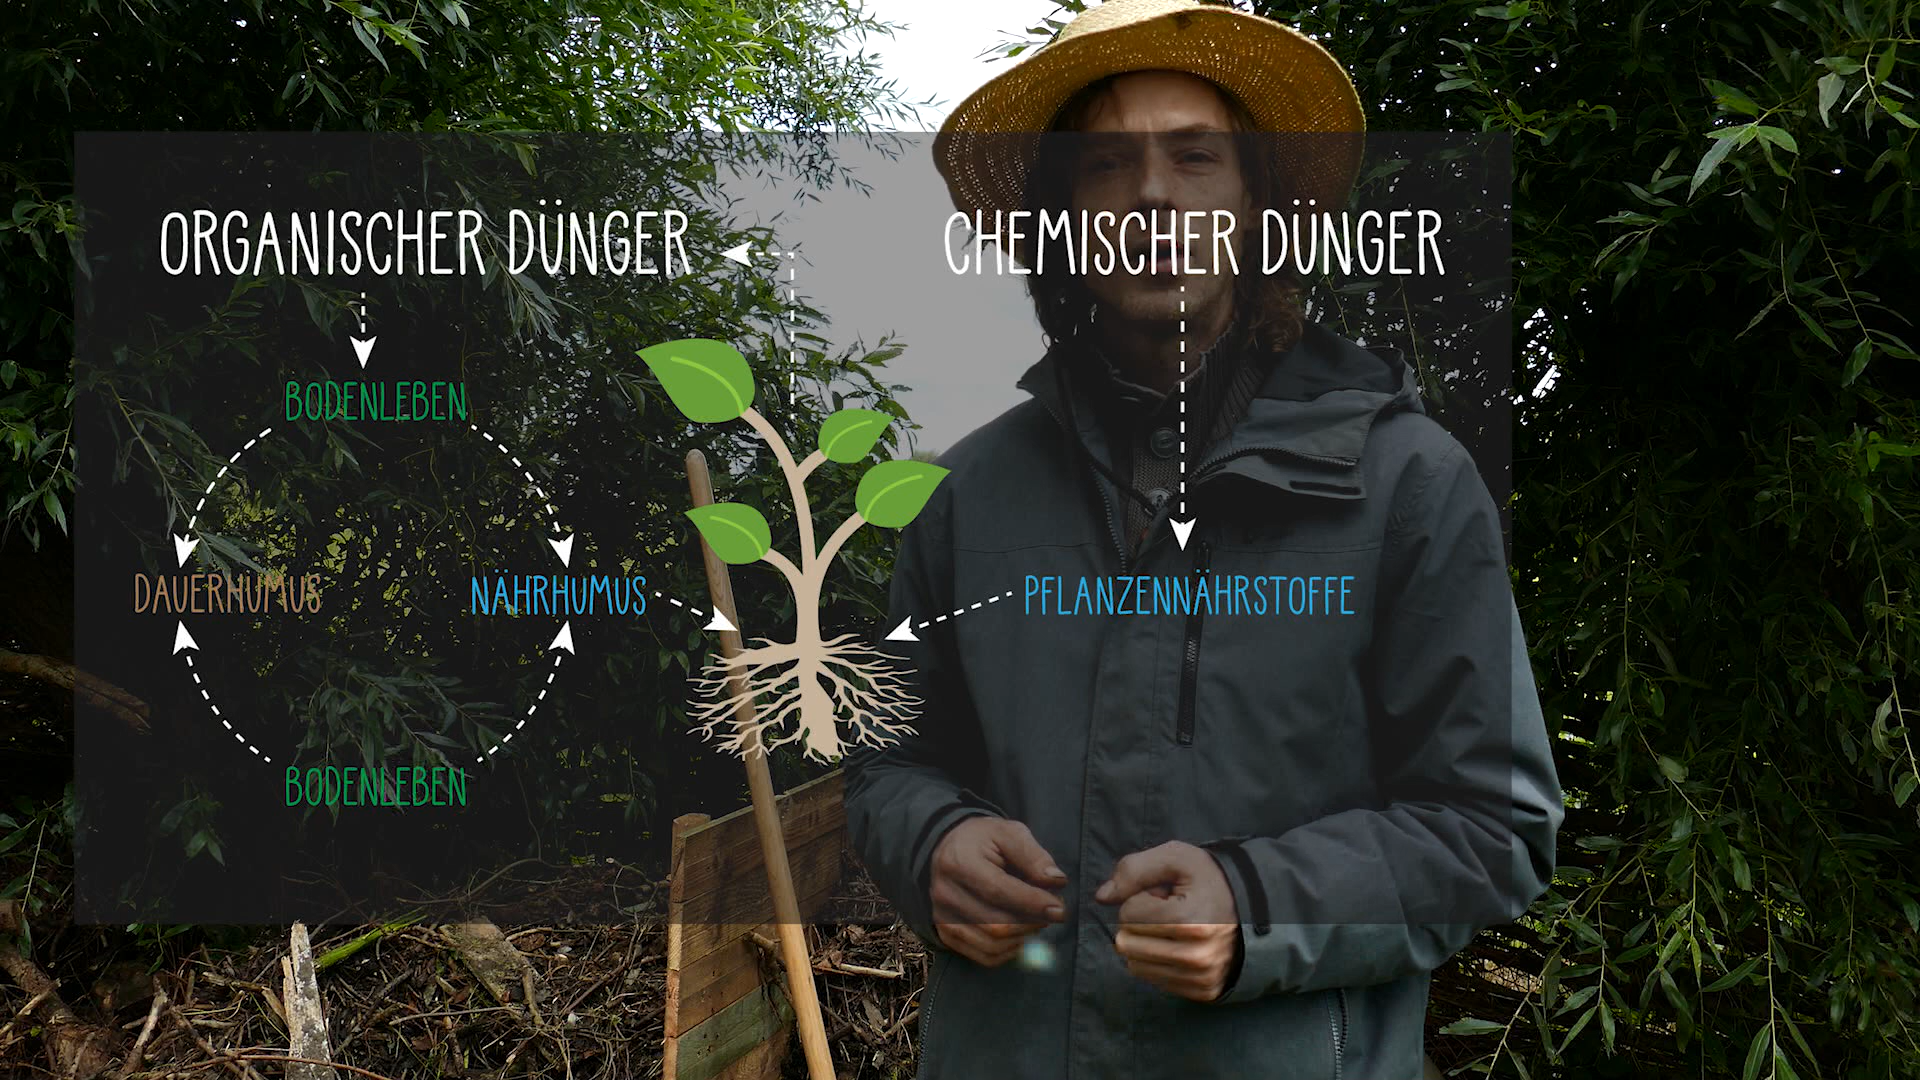 ORGANISCHER DÜNGER
CHEMISCHER DÜNGER
BODENLEBEN
DAUERHUMUS
NÄHRHUMUS
PFLANZENNÄHRSTOFFE
BODENLEBEN